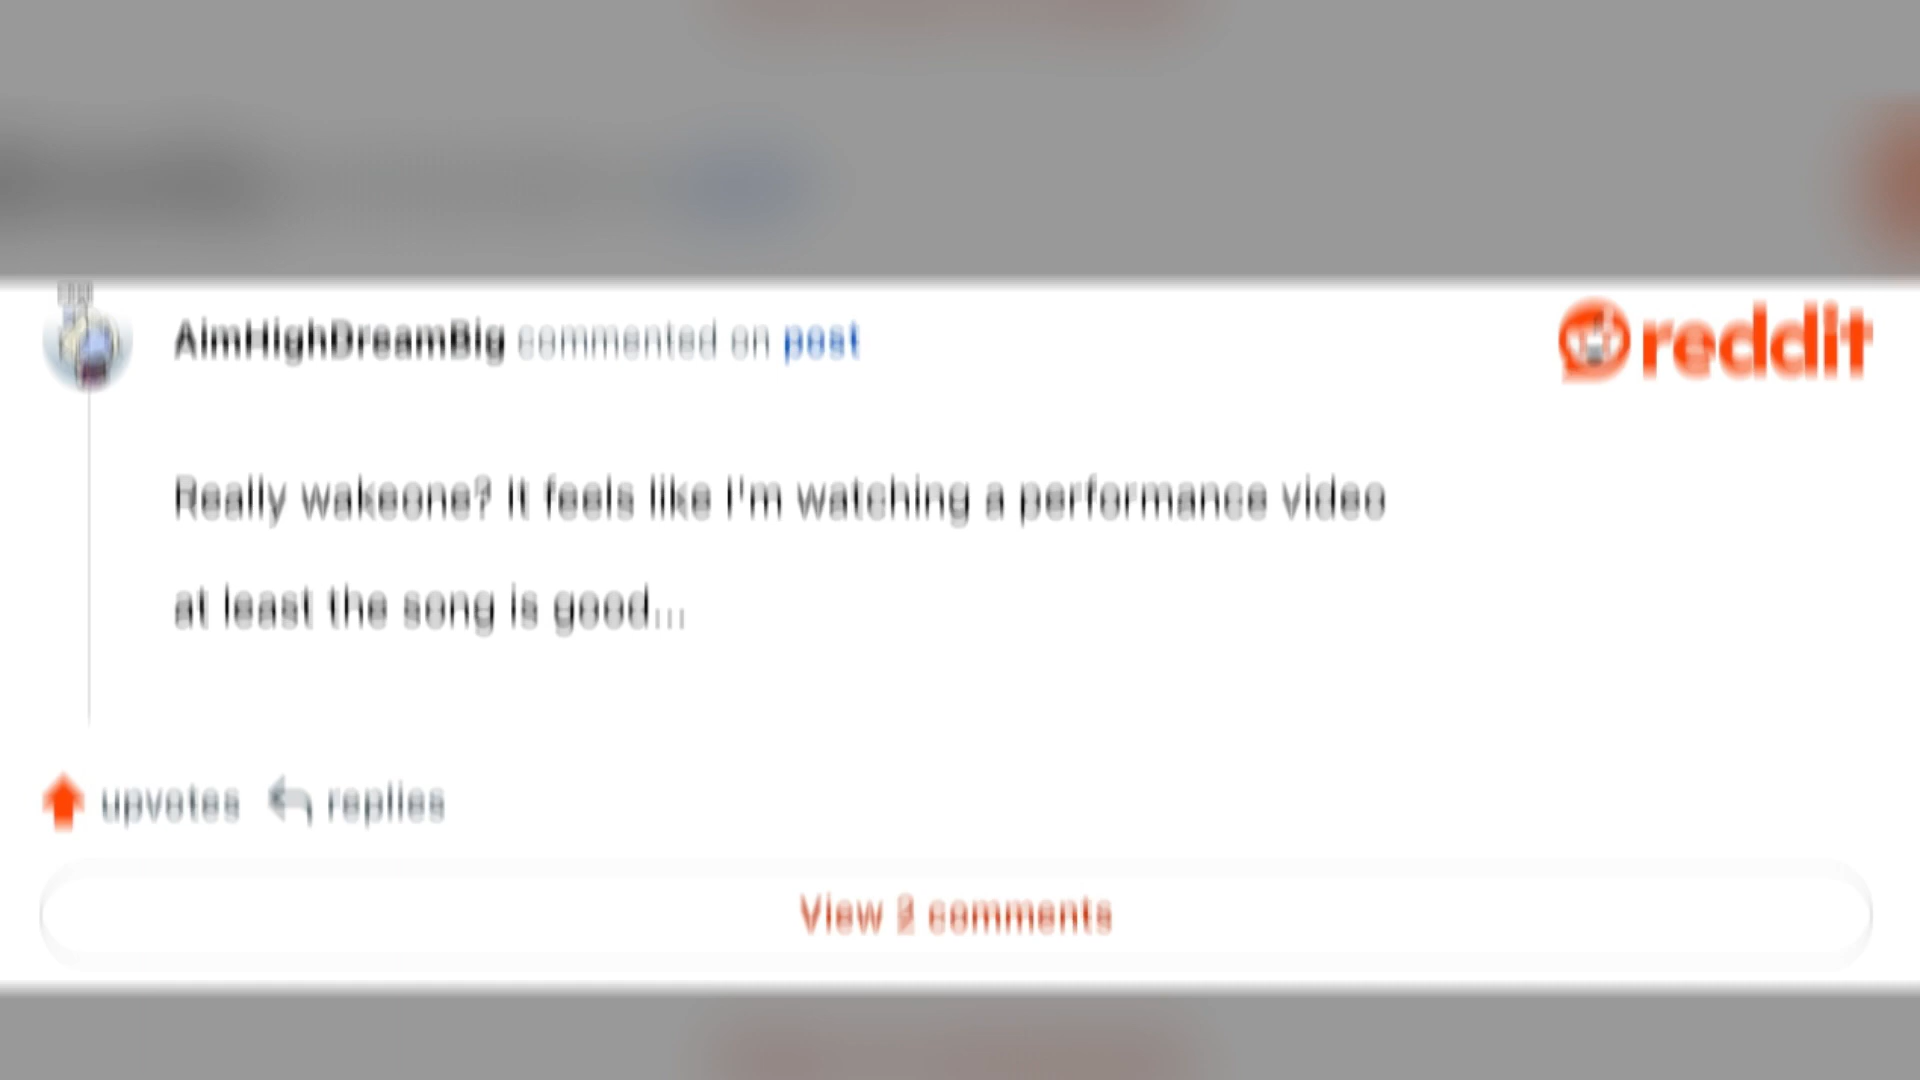 AimHighDreamBig commented on post
reddit
Really wakeone? It feels like I'm watching a performance video
at least the song is good...
upvotes replies
View 2 comments